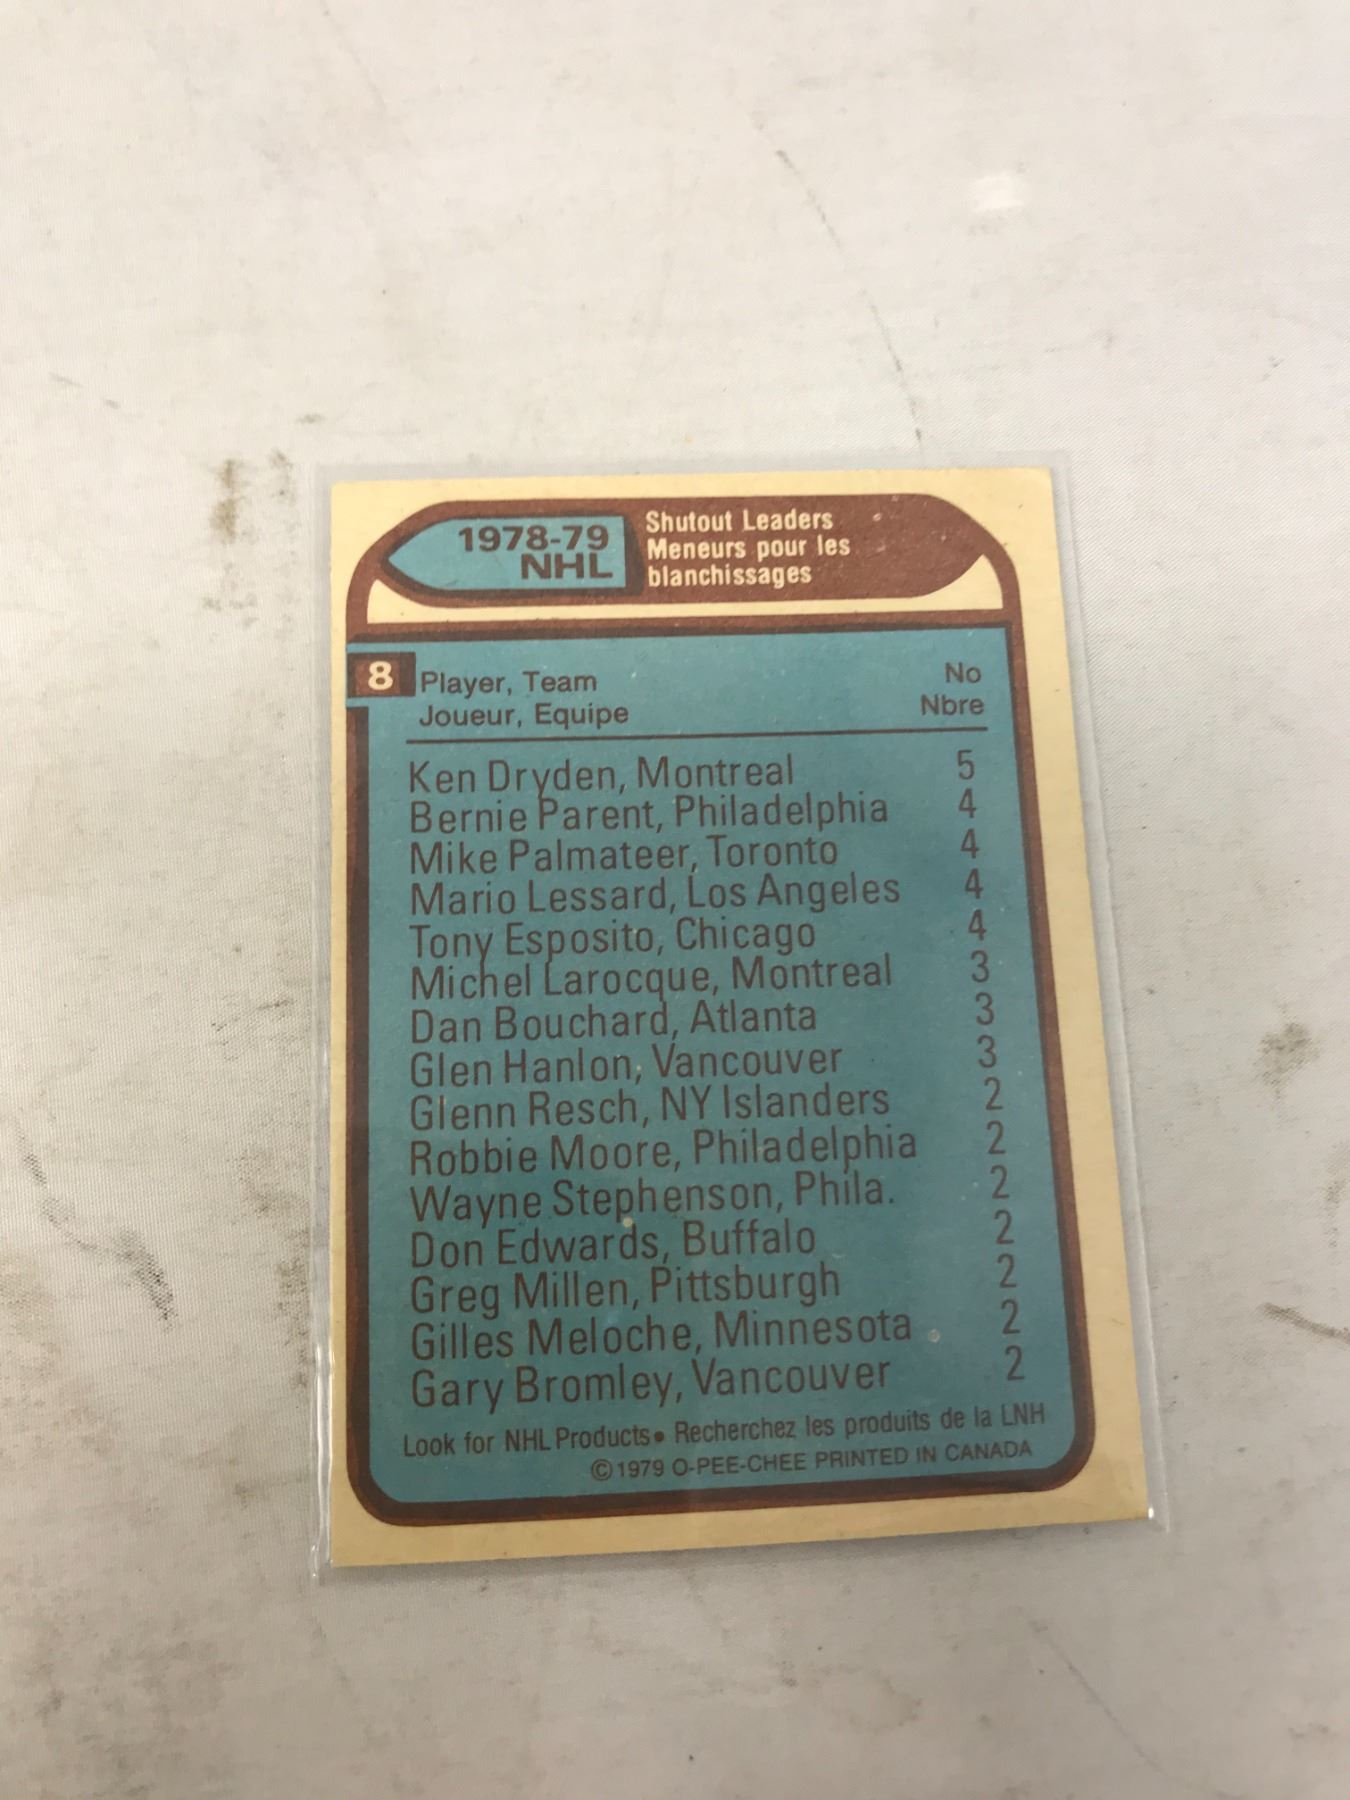 1978-79
NHL
Shutout Leaders
Meneurs pour les
blanchissages
8
Player, Team No
Joueur, Equipe Nbre
Ken Dryden, Montreal 5
Bernie Parent, Philadelphia 4
Mike Palmateer, Toronto 4
Mario Lessard, Los Angeles 4
Tony Esposito, Chicago 4
Michel Larocque, Montreal 3
Dan Bouchard, Atlanta 3
Glen Hanlon, Vancouver 3
Glenn Resch, NY Islanders 2
Robbie Moore, Philadelphia 2
Wayne Stephenson, Phila. 2
Don Edwards, Buffalo 2
Greg Millen, Pittsburgh 2
Gilles Meloche, Minnesota 2
Gary Bromley, Vancouver 2
Look for NHL Products• Recherchez les produits de la LNH
©1979 O-PEE-CHEE PRINTED IN CANADA